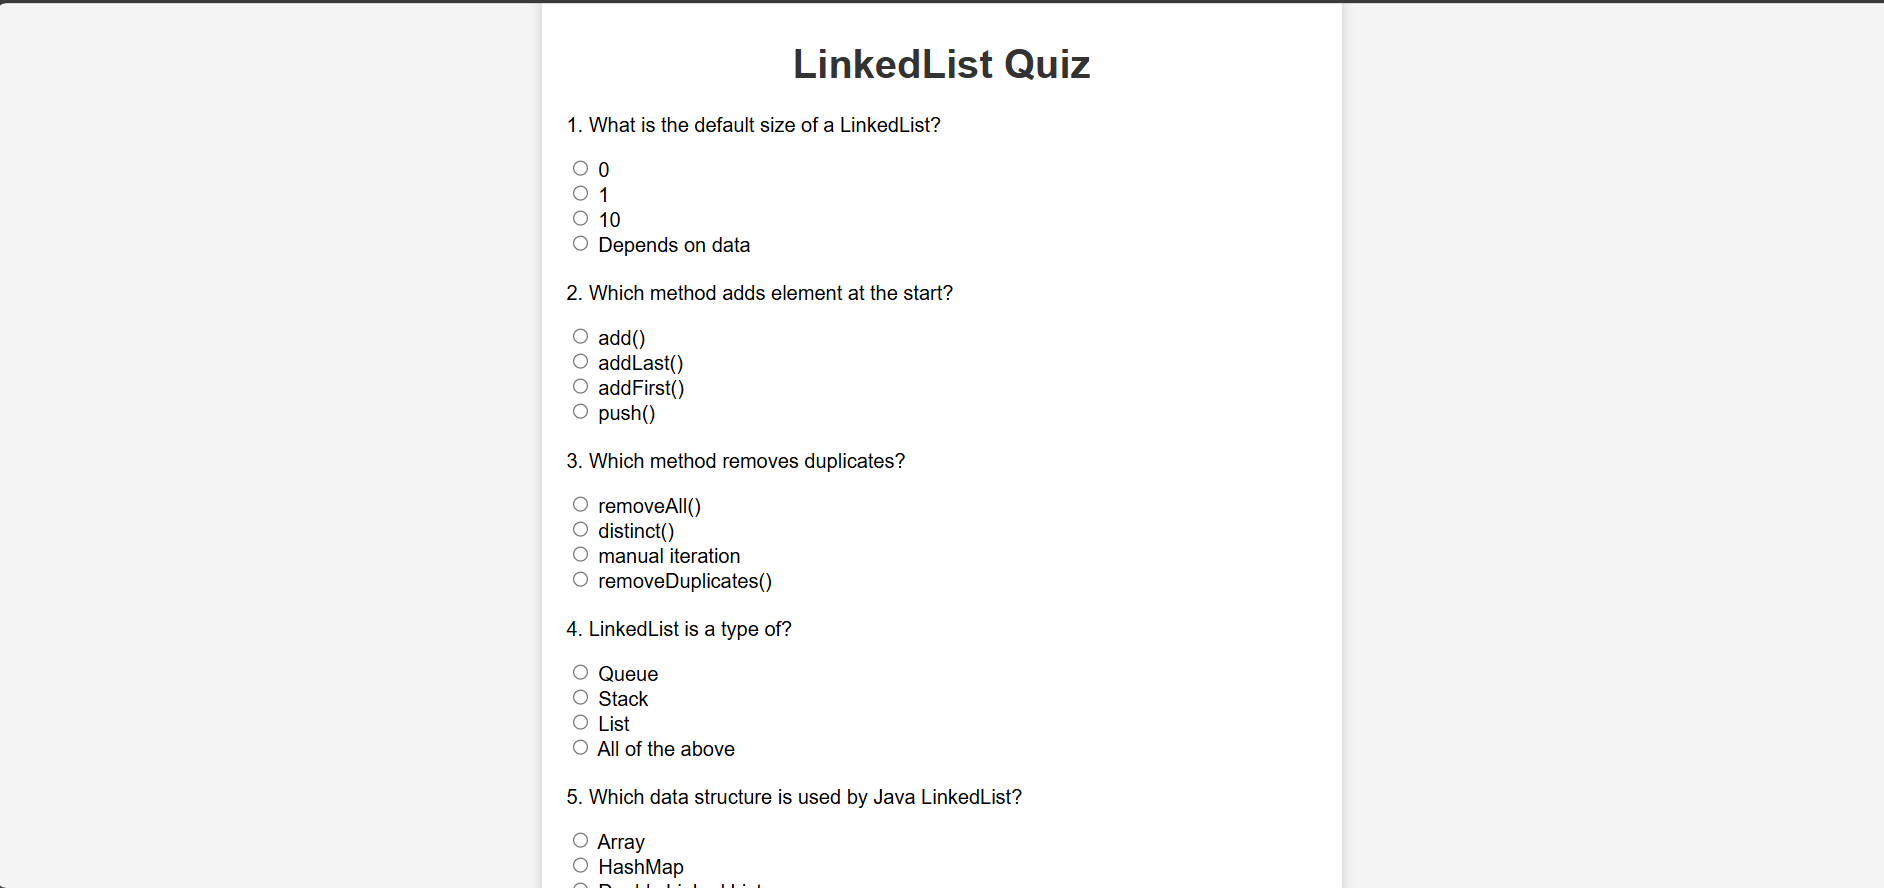 LinkedList Quiz
1. What is the default size of a LinkedList?
0
1
10
Depends on data
2. Which method adds element at the start?
add()
addLast()
addFirst()
push()
3. Which method removes duplicates?
removeAll()
distinct()
manual iteration
removeDuplicates()
4. LinkedList is a type of?
Queue
Stack
List
All of the above
5. Which data structure is used by Java LinkedList?
Array
HashMap